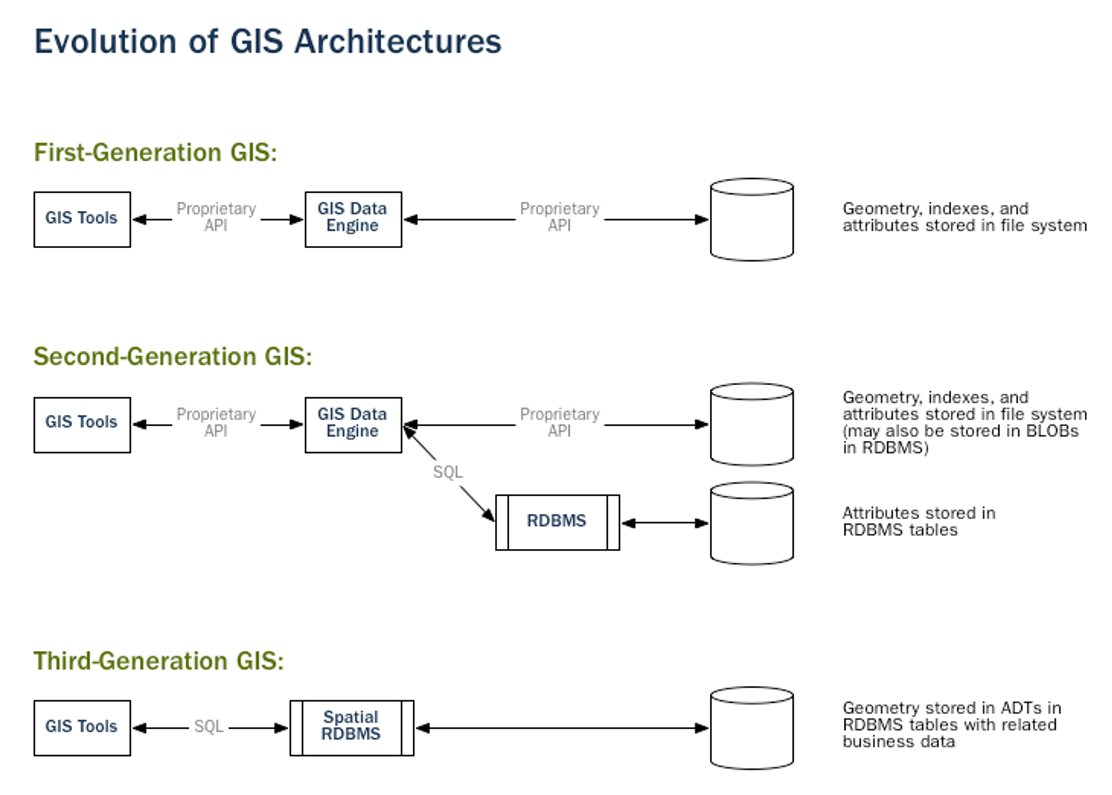 Evolution of GIS Architectures
First-Generation GIS:
GIS Tools
Proprietary
API
GIS Data
Engine
Proprietary
API
Geometry, indexes, and
attributes stored in file system
Second-Generation GIS:
GIS Tools
Proprietary
API
GIS Data
Engine
Proprietary
API
Geometry, indexes, and
attributes stored in file system
(may also be stored in BLOBs
in RDBMS)
SQL
RDBMS
Attributes stored in
RDBMS tables
Third-Generation GIS:
GIS Tools
SQL
Spatial
RDBMS
Geometry stored in ADTs in
RDBMS tables with related
business data